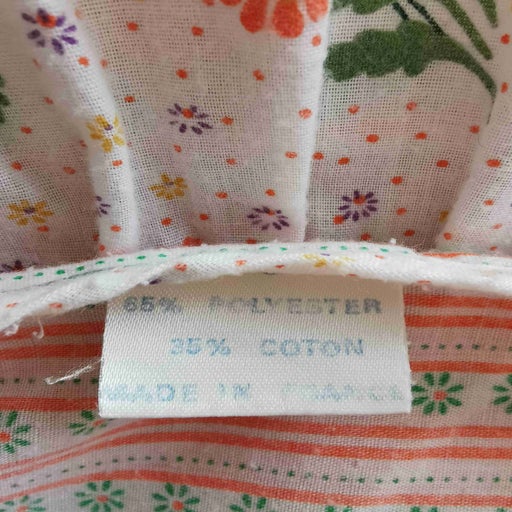 65% POLYESTER
35% COTON
MADE IN FRANCE